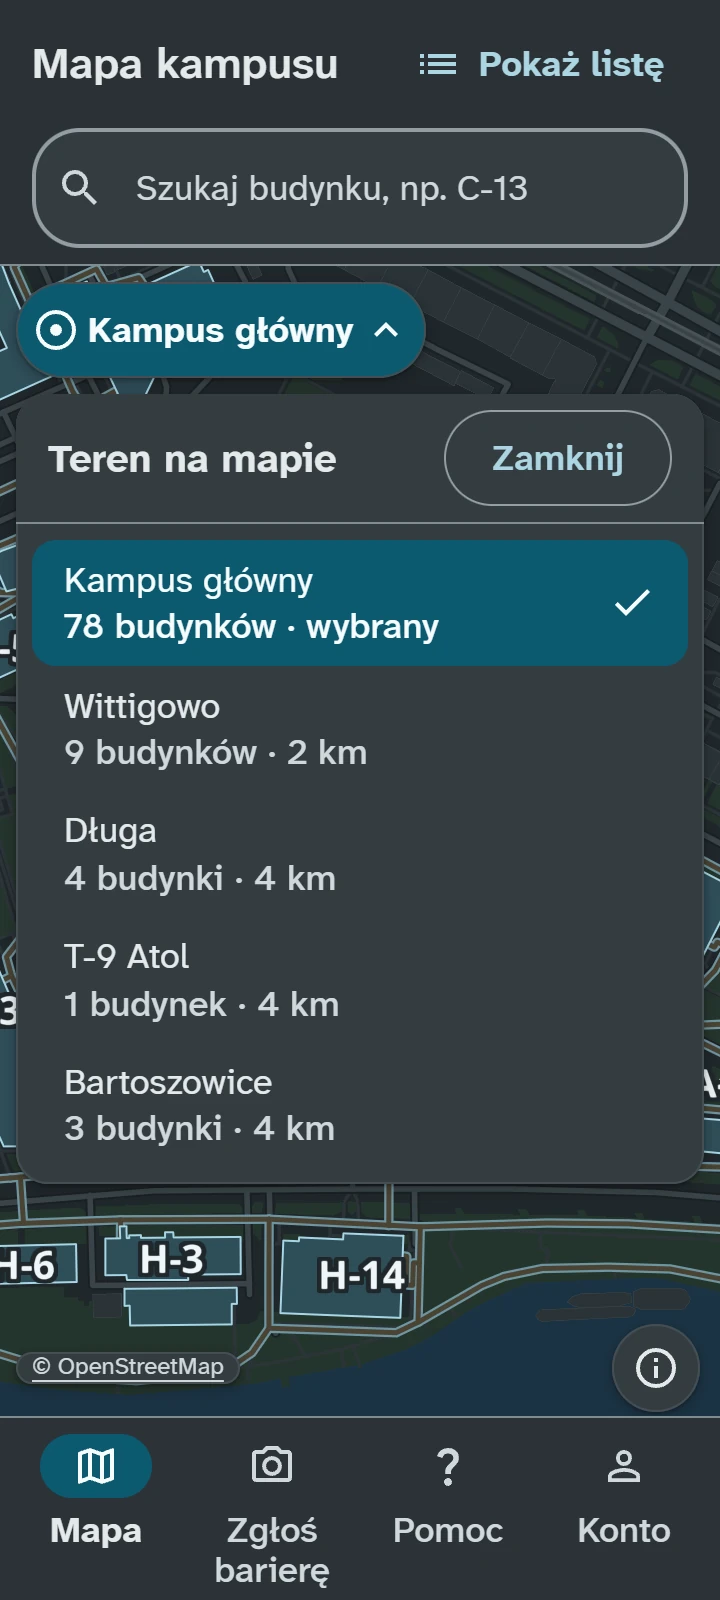 Mapa kampusu
Pokaż listę
Szukaj budynku, np. C-13
Kampus główny
Teren na mapie
Zamknij
Kampus główny
78 budynków · wybrany
Wittigowo
9 budynków · 2 km
Długa
4 budynki · 4 km
T-9 Atol
1 budynek · 4 km
Bartoszowice
3 budynki · 4 km
H-6
H-3
H-14
© OpenStreetMap
Mapa
Zgłoś
barierę
Pomoc
Konto